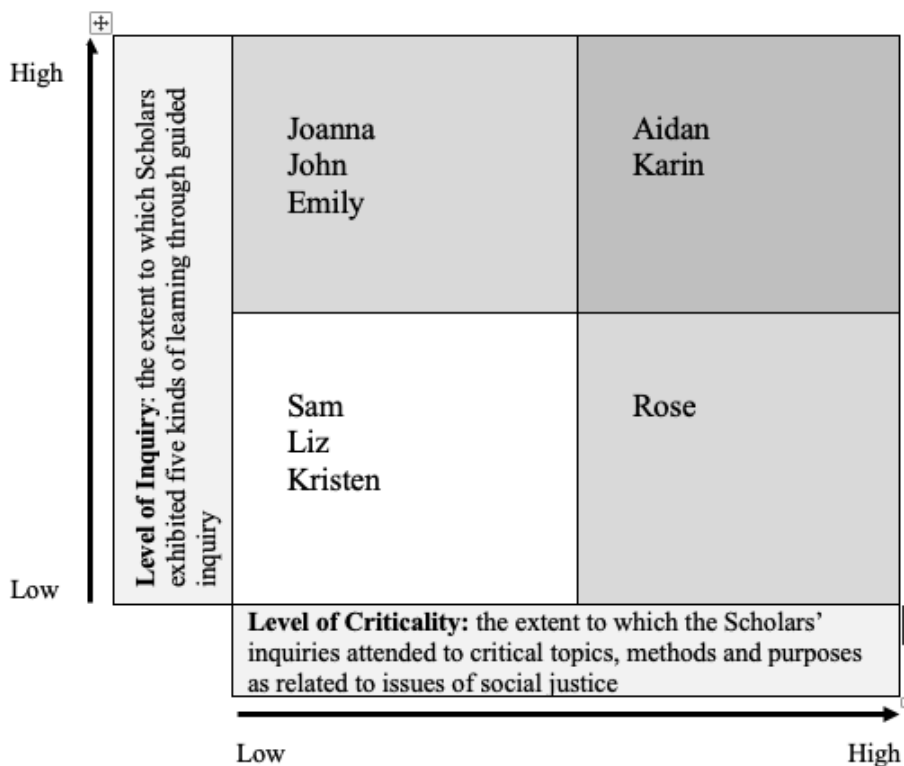 High
Low
Level of Inquiry: the extent to which Scholars
exhibited five kinds of learning through guided
inquiry
Joanna
John
Emily
Aidan
Karin
Sam
Liz
Kristen
Rose
Level of Criticality: the extent to which the Scholars’
inquiries attended to critical topics, methods and purposes
as related to issues of social justice
Low
High